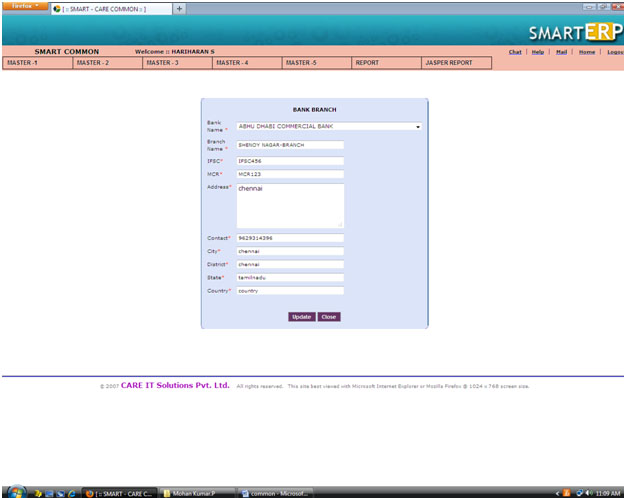 Firefox
[ :: SMART - CARE COMMON :: ]
+
SMARTERP
SMART COMMON Welcome :: HARIHARAN S
Chat | Help | Mail | Home | Logou
MASTER -1 MASTER - 2 MASTER - 3 MASTER - 4 MASTER -5 REPORT JASPER REPORT
BANK BRANCH
Bank Name * ABHU DHABI COMMERCIAL BANK
Branch Name * SHENOY NAGAR-BRANCH
IFSC* IFSC456
MCR* MCR123
Address* chennai
Contact* 9629314396
City* chennai
District* chennai
State* tamilnadu
Country* country
Update Close
© 2007 CARE IT Solutions Pvt. Ltd. All rights reserved. This site best viewed with Microsoft Internet Explorer or Mozilla Firefox @ 1024 x 768 screen size.
[ :: SMART - CARE C... Mohan Kumar.P common - Microsof... 11:09 AM